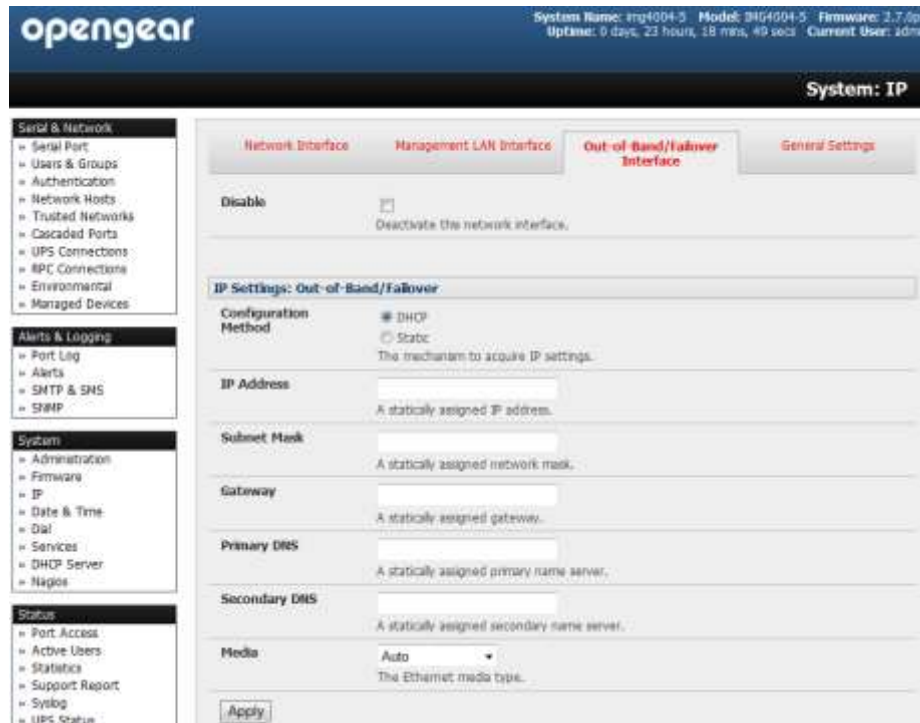 opengear
System Name: img4004-5 Model: IMG4004-5 Firmware: 2.7.0p
Uptime: 0 days, 23 hours, 18 mins, 49 secs Current User: adm
System: IP
Serial & Network
» Serial Port
» Users & Groups
» Authentication
» Network Hosts
» Trusted Networks
» Cascaded Ports
» UPS Connections
» RPC Connections
» Environmental
» Managed Devices
Alerts & Logging
» Port Log
» Alerts
» SMTP & SMS
» SNMP
System
» Administration
» Firmware
» IP
» Date & Time
» Dial
» Services
» DHCP Server
» Nagios
Status
» Port Access
» Active Users
» Statistics
» Support Report
» Syslog
» UPS Status
Network Interface
Management LAN Interface
Out-of-Band/Failover
Interface
General Settings
Disable
Deactivate this network interface.
IP Settings: Out-of-Band/Failover
Configuration
Method
DHCP
Static
The mechanism to acquire IP settings.
IP Address
A statically assigned IP address.
Subnet Mask
A statically assigned network mask.
Gateway
A statically assigned gateway.
Primary DNS
A statically assigned primary name server.
Secondary DNS
A statically assigned secondary name server.
Media
Auto
The Ethernet media type.
Apply